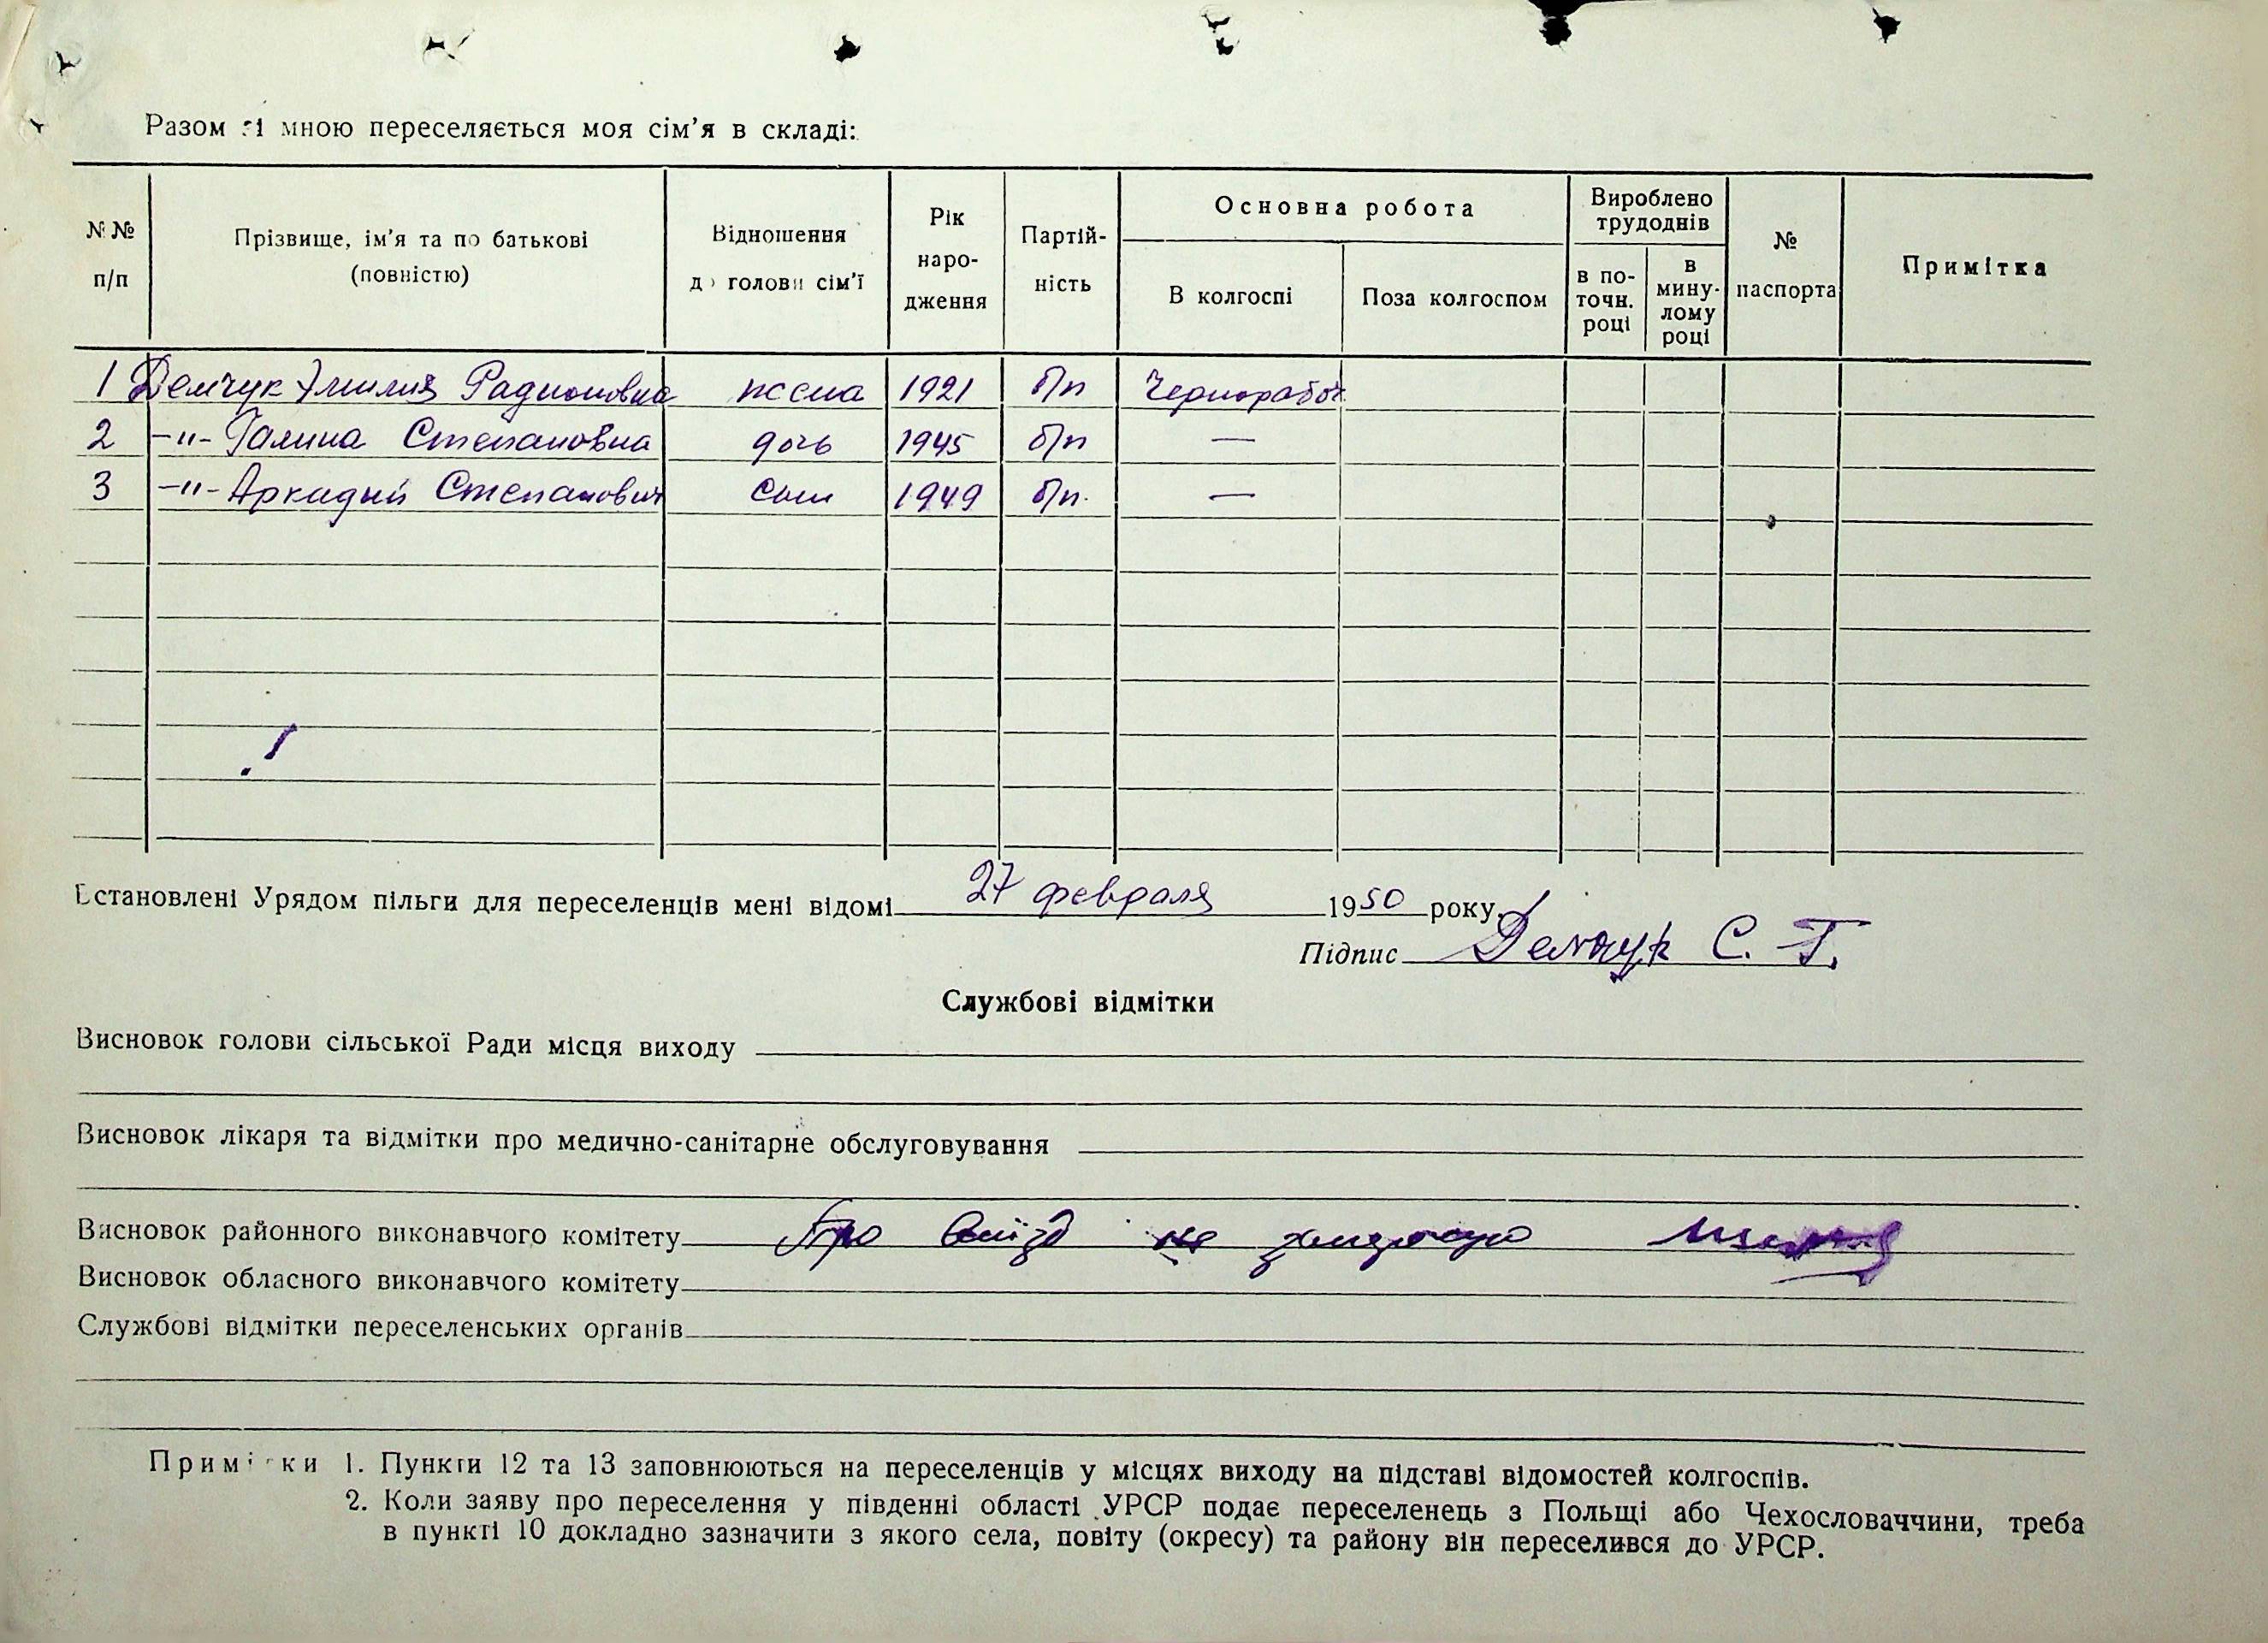 Разом зі мною переселяється моя сім'я в складі:
№№ п/п
Прізвище, ім'я та по батькові (повністю)
Відношення до голови сім'ї
Рік народження
Партійність
Основна робота
В колгоспі
Поза колгоспом
Вироблено трудоднів
в поточн. році
в минулому році
№ паспорта
Примітка
1 Демчук Эмилия Радионовна жена 1921 б/п Чернорабоч
2 -"- Галина Степановна дочь 1945 б/п —
3 -"- Аркадий Степанович сын 1949 б/п. —
Встановлені Урядом пільги для переселенців мені відомі 27 февраля 1950 року.
Підпис Демчук С. Г.
Службові відмітки
Висновок голови сільської Ради місця виходу
Висновок лікаря та відмітки про медично-санітарне обслуговування
Висновок районного виконавчого комітету Про виїзд не
Висновок обласного виконавчого комітету
Службові відмітки переселенських органів
Примітки 1. Пункти 12 та 13 заповнюються на переселенців у місцях виходу на підставі відомостей колгоспів.
2. Коли заяву про переселення у південні області УРСР подає переселенець з Польщі або Чехословаччини, треба
в пункті 10 докладно зазначити з якого села, повіту (окресу) та району він переселився до УРСР.